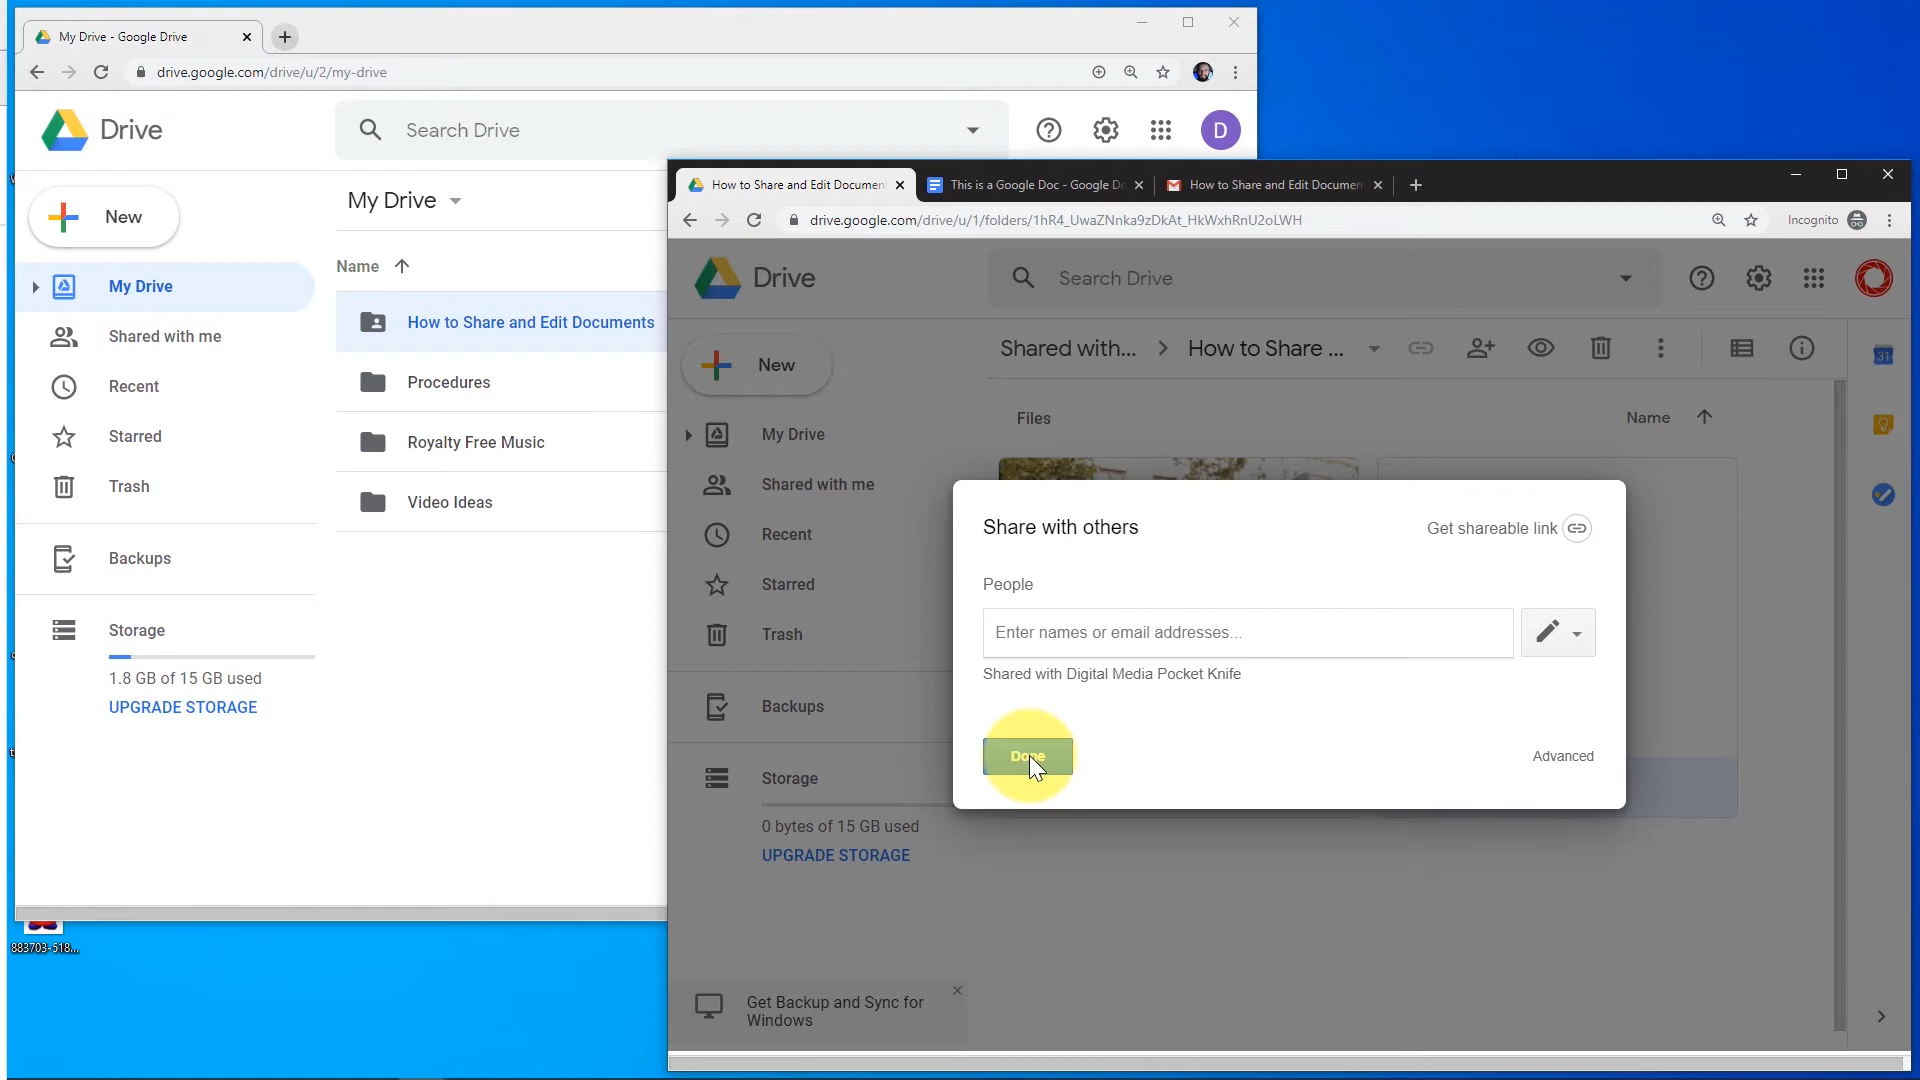 My Drive - Google Drive
drive.google.com/drive/u/2/my-drive
Drive
Search Drive
D
New
My Drive
Name
My Drive
Shared with me
Recent
Starred
Trash
Backups
Storage
1.8 GB of 15 GB used
UPGRADE STORAGE
How to Share and Edit Documents
Procedures
Royalty Free Music
Video Ideas
883703-518...
How to Share and Edit Documen
This is a Google Doc - Google Do
How to Share and Edit Documen
drive.google.com/drive/u/1/folders/1hR4_UwaZNnka9zDkAt_HkWxhRnU2oLWH
Incognito
Drive
Search Drive
New
Shared with...
How to Share ...
31
My Drive
Shared with me
Recent
Starred
Trash
Backups
Storage
0 bytes of 15 GB used
UPGRADE STORAGE
Files
Name
Share with others
Get shareable link
People
Enter names or email addresses...
Shared with Digital Media Pocket Knife
Done
Advanced
Get Backup and Sync for
Windows